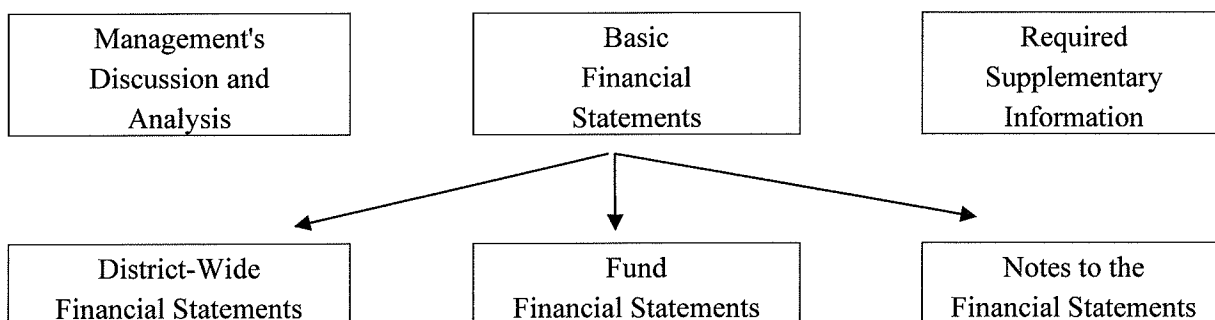 Management's
Discussion and
Analysis
Basic
Financial
Statements
Required
Supplementary
Information
District-Wide
Financial Statements
Fund
Financial Statements
Notes to the
Financial Statements